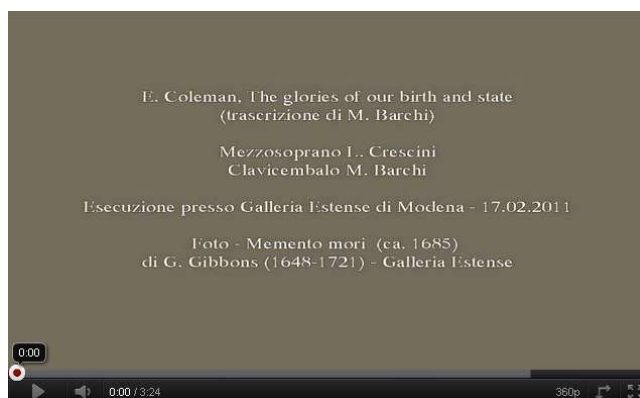 E. Coleman, The glories of our birth and state
(trascrizione di M. Barchi)
Mezzosoprano L. Crescini
Clavicembalo M. Barchi
Esecuzione presso Galleria Estense di Modena - 17.02.2011
Foto - Memento mori (ca. 1685)
di G. Gibbons (1648-1721) - Galleria Estense
0:00
0:00 / 3:24
360p